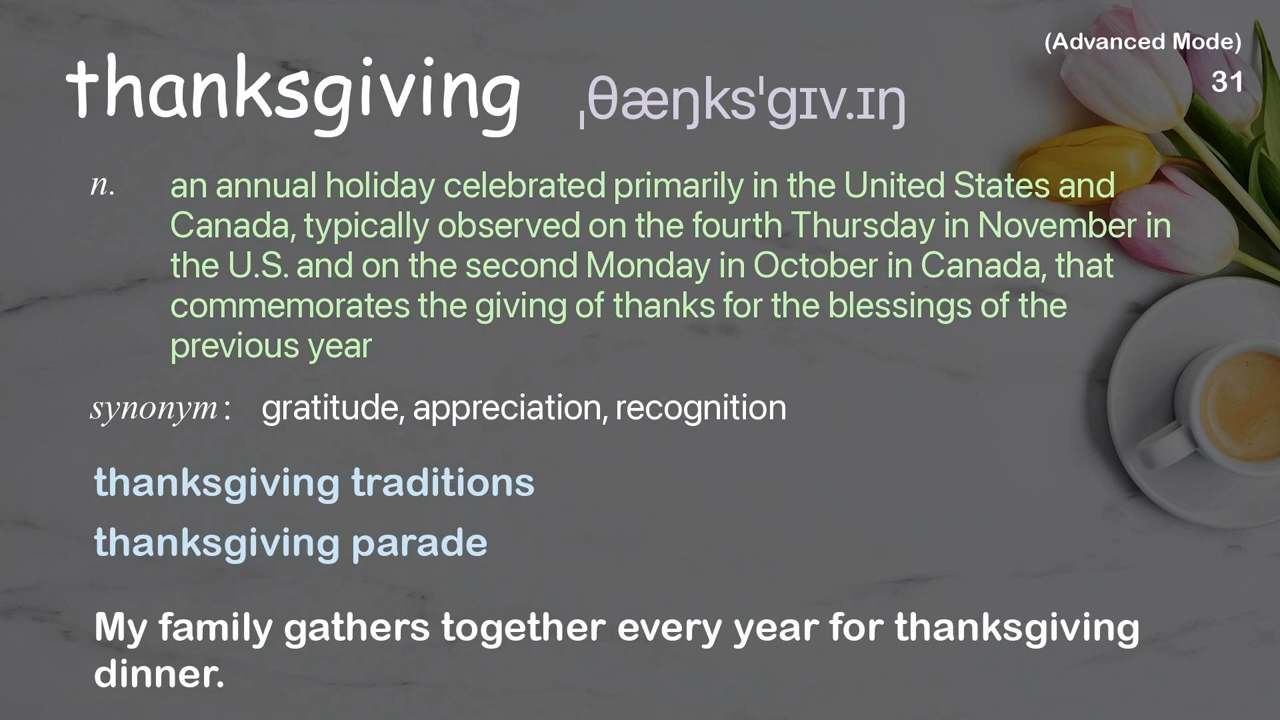 (Advanced Mode)
31
thanksgiving ˌθæŋksˈgɪv.ɪŋ
n. an annual holiday celebrated primarily in the United States and
Canada, typically observed on the fourth Thursday in November in
the U.S. and on the second Monday in October in Canada, that
commemorates the giving of thanks for the blessings of the
previous year
synonym: gratitude, appreciation, recognition
thanksgiving traditions
thanksgiving parade
My family gathers together every year for thanksgiving
dinner.